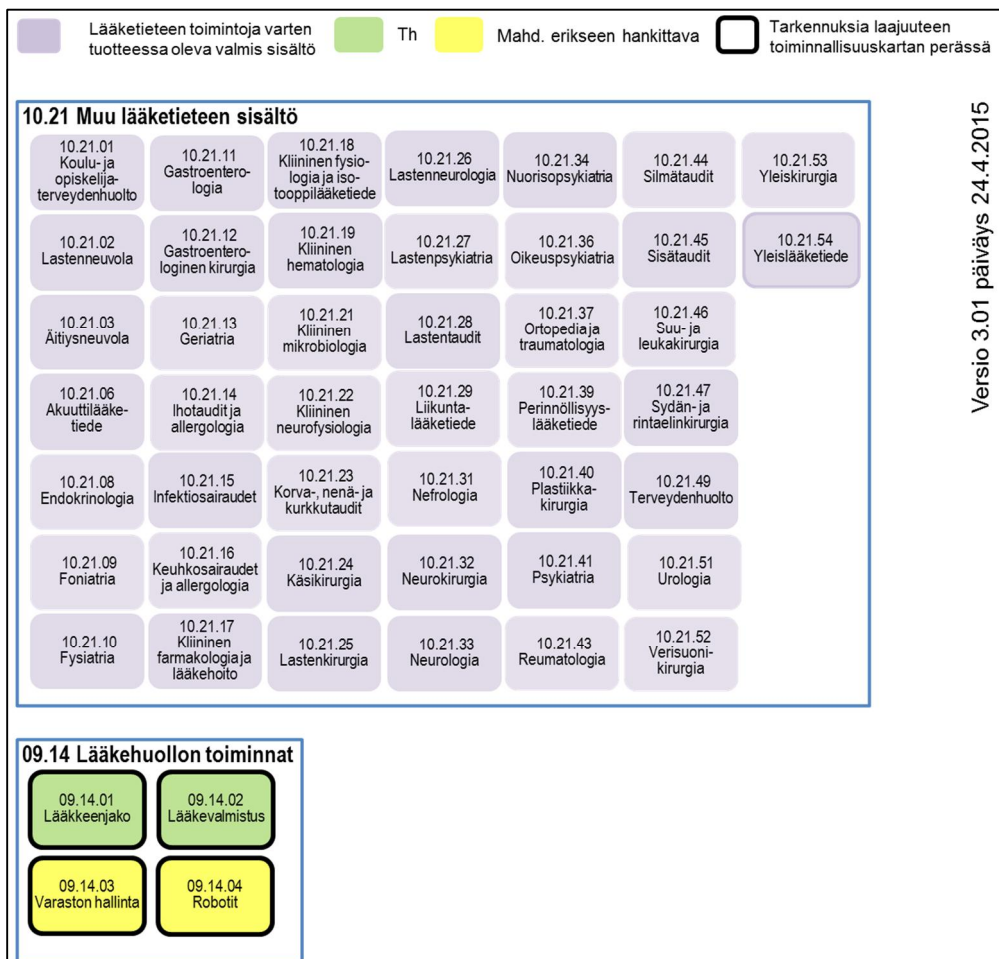 Lääketieteen toimintoja varten
tuotteessa oleva valmis sisältö
Th
Mahd. erikseen hankittava
Tarkennuksia laajuuteen
toiminnallisuuskartan perässä
Versio 3.01 päiväys 24.4.2015
10.21 Muu lääketieteen sisältö
10.21.01
Koulu- ja
opiskelija-
terveydenhuolto
10.21.11
Gastroentero-
logia
10.21.18
Kliininen fysio-
logia ja iso-
tooppilääketiede
10.21.26
Lastenneurologia
10.21.34
Nuorisopsykiatria
10.21.44
Silmätaudit
10.21.53
Yleiskirurgia
10.21.02
Lastenneuvola
10.21.12
Gastroentero-
loginen kirurgia
10.21.19
Kliininen
hematologia
10.21.27
Lastenpsykiatria
10.21.36
Oikeuspsykiatria
10.21.45
Sisätaudit
10.21.54
Yleislääketiede
10.21.03
Äitiysneuvola
10.21.13
Geriatria
10.21.21
Kliininen
mikrobiologia
10.21.28
Lastentaudit
10.21.37
Ortopedia ja
traumatologia
10.21.46
Suu- ja
leukakirurgia
10.21.06
Akuuttilääke-
tiede
10.21.14
Ihotaudit ja
allergologia
10.21.22
Kliininen
neurofysiologia
10.21.29
Liikunta-
lääketiede
10.21.39
Perinnöllisyys-
lääketiede
10.21.47
Sydän- ja
rintaelinkirurgia
10.21.08
Endokrinologia
10.21.15
Infektiosairaudet
10.21.23
Korva-, nenä- ja
kurkkutaudit
10.21.31
Nefrologia
10.21.40
Plastiikka-
kirurgia
10.21.49
Terveydenhuolto
10.21.09
Foniatria
10.21.16
Keuhkosairaudet
ja allergologia
10.21.24
Käsikirurgia
10.21.32
Neurokirurgia
10.21.41
Psykiatria
10.21.51
Urologia
10.21.10
Fysiatria
10.21.17
Kliininen
farmakologia ja
lääkehoito
10.21.25
Lastenkirurgia
10.21.33
Neurologia
10.21.43
Reumatologia
10.21.52
Verisuoni-
kirurgia
09.14 Lääkehuollon toiminnat
09.14.01
Lääkkeenjako
09.14.02
Lääkevalmistus
09.14.03
Varaston hallinta
09.14.04
Robotit